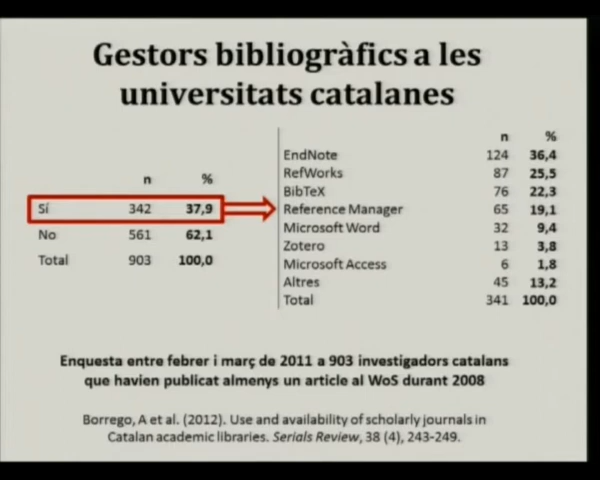 Gestors bibliogràfics a les
universitats catalanes
n %
Sí 342 37,9
No 561 62,1
Total 903 100,0
n %
EndNote 124 36,4
RefWorks 87 25,5
BibTeX 76 22,3
Reference Manager 65 19,1
Microsoft Word 32 9,4
Zotero 13 3,8
Microsoft Access 6 1,8
Altres 45 13,2
Total 341 100,0
Enquesta entre febrer i març de 2011 a 903 investigadors catalans
que havien publicat almenys un article al WoS durant 2008
Borrego, A et al. (2012). Use and availability of scholarly journals in
Catalan academic libraries. Serials Review, 38 (4), 243-249.